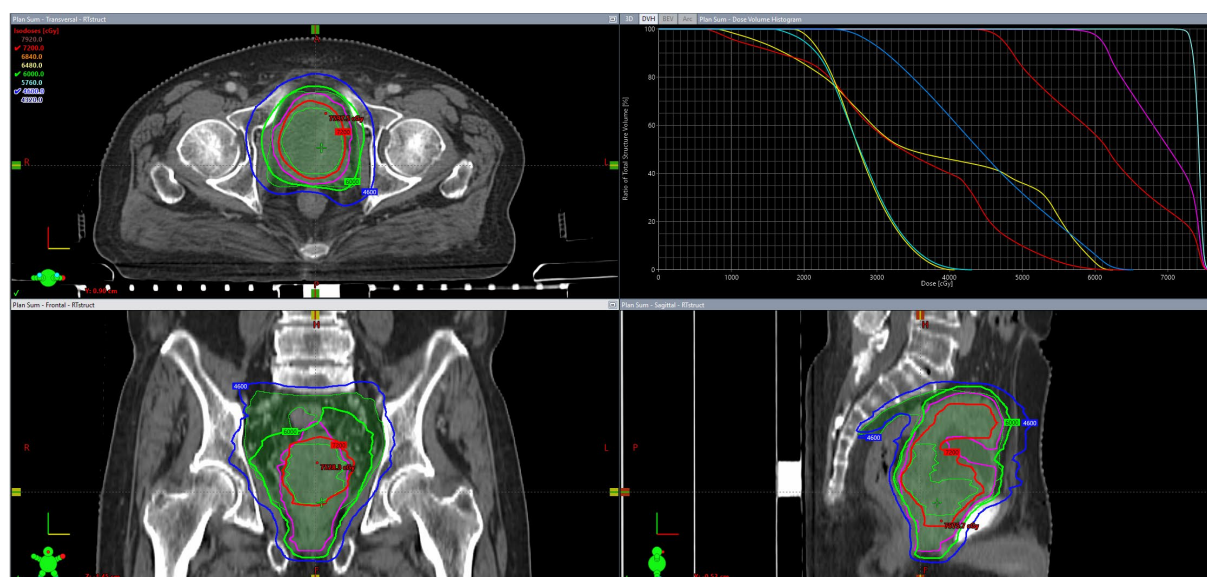 Plan Sum - Transversal - RTstruct
Isodoses [cGy]
7920.0
7200.0
6840.0
6480.0
6000.0
5760.0
4600.0
4320.0
R
L
6000
4600
3D DVH BEV Arc Plan Sum - Dose Volume Histogram
Ratio of Total Structure Volume [%]
100
80
60
40
20
0
0 1000 2000 3000 4000 5000 6000 7000
Dose [cGy]
Plan Sum - Frontal - RTstruct
H
4600
6000
R
L
Plan Sum - Sagittal - RTstruct
H
6000
4600
4600
P